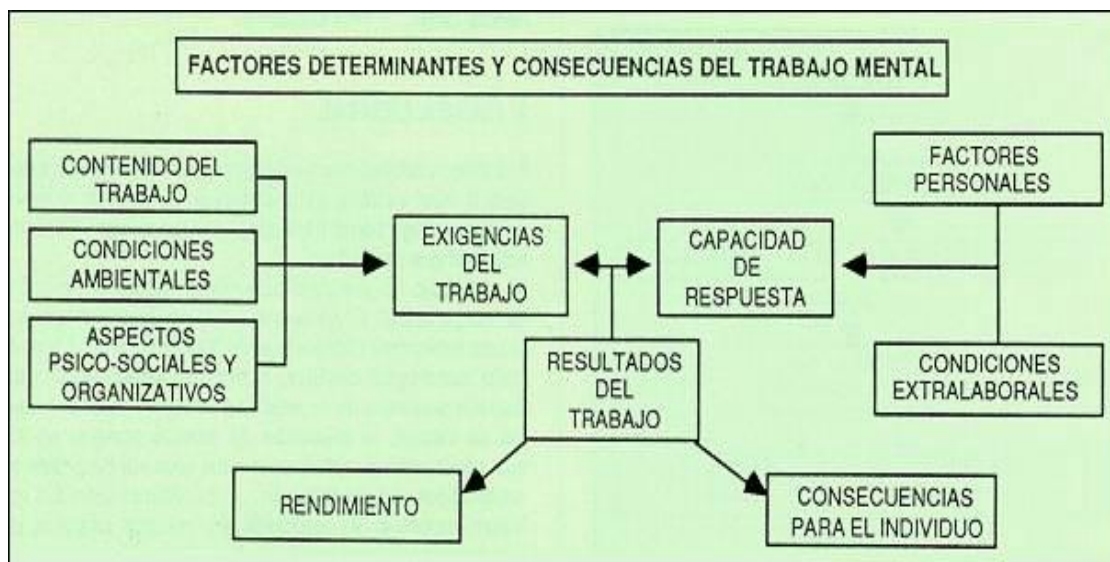 FACTORES DETERMINANTES Y CONSECUENCIAS DEL TRABAJO MENTAL
CONTENIDO DEL
TRABAJO
CONDICIONES
AMBIENTALES
ASPECTOS
PSICO-SOCIALES Y
ORGANIZATIVOS
EXIGENCIAS
DEL
TRABAJO
CAPACIDAD
DE
RESPUESTA
FACTORES
PERSONALES
CONDICIONES
EXTRALABORALES
RESULTADOS
DEL
TRABAJO
RENDIMIENTO
CONSECUENCIAS
PARA EL INDIVIDUO